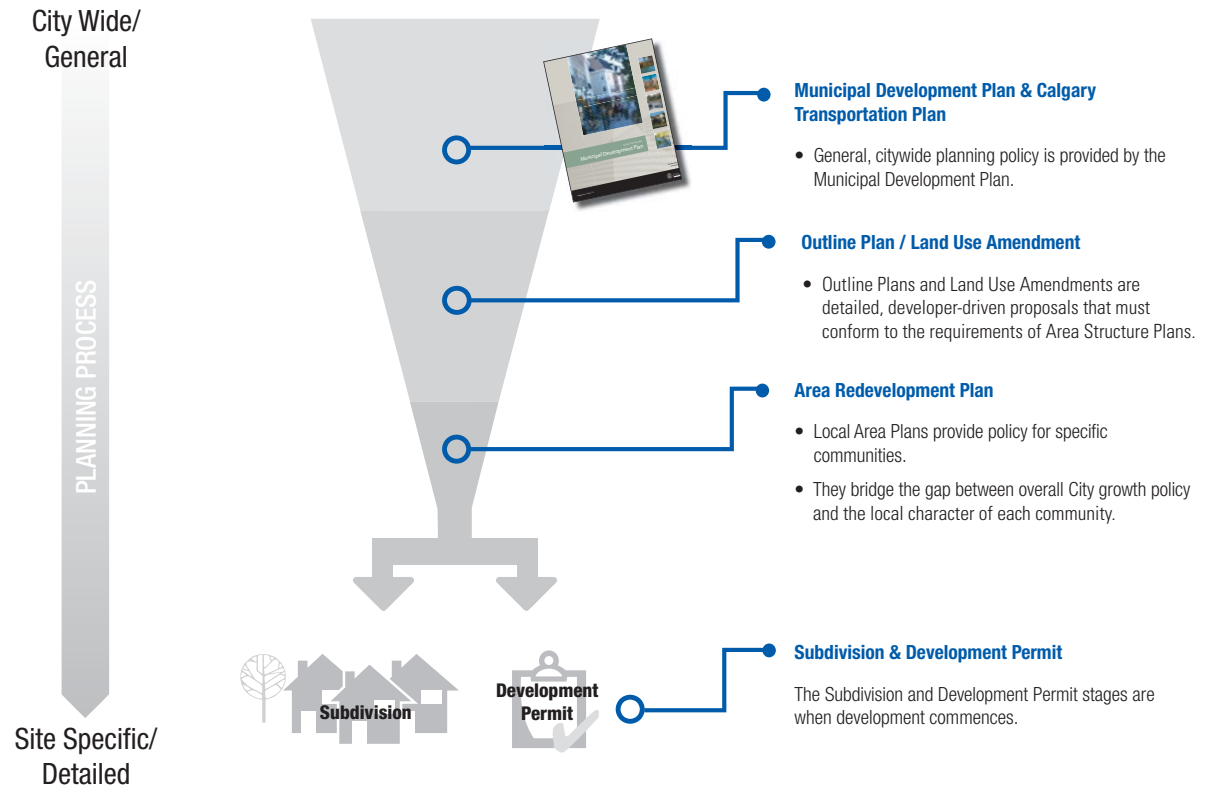 City Wide/
General
PLANNING PROCESS
Site Specific/
Detailed
Municipal Development Plan
Municipal Development Plan & Calgary
Transportation Plan
• General, citywide planning policy is provided by the
Municipal Development Plan.
Outline Plan / Land Use Amendment
• Outline Plans and Land Use Amendments are
detailed, developer-driven proposals that must
conform to the requirements of Area Structure Plans.
Area Redevelopment Plan
• Local Area Plans provide policy for specific
communities.
• They bridge the gap between overall City growth policy
and the local character of each community.
Subdivision
Development
Permit
Subdivision & Development Permit
The Subdivision and Development Permit stages are
when development commences.